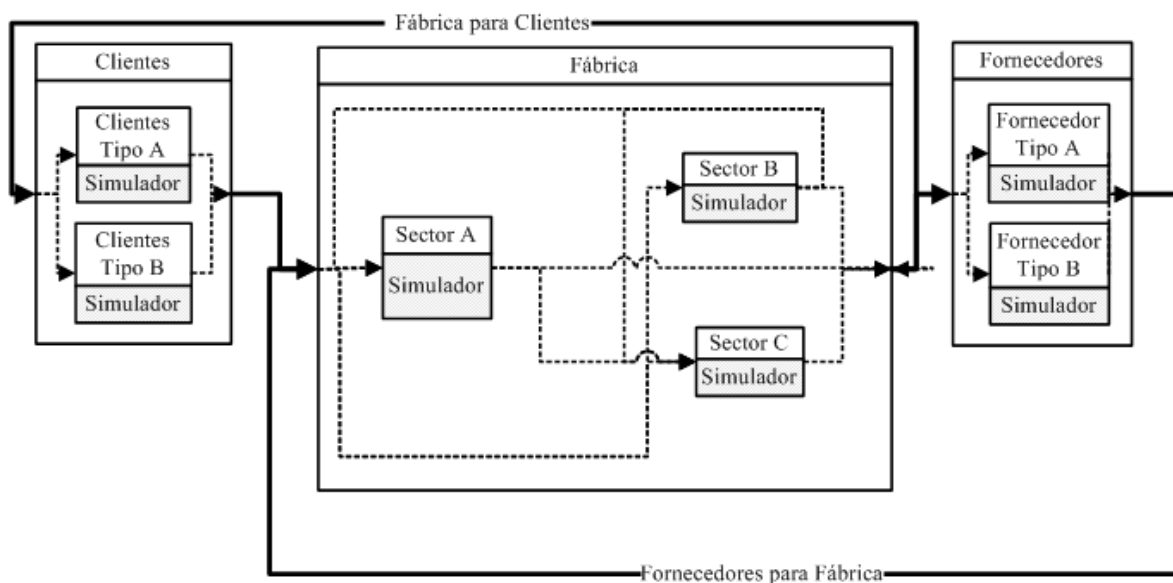 Fábrica para Clientes
Clientes
Clientes
Tipo A
Simulador
Clientes
Tipo B
Simulador
Fábrica
Sector A
Simulador
Sector B
Simulador
Sector C
Simulador
Fornecedores
Fornecedor
Tipo A
Simulador
Fornecedor
Tipo B
Simulador
Fornecedores para Fábrica